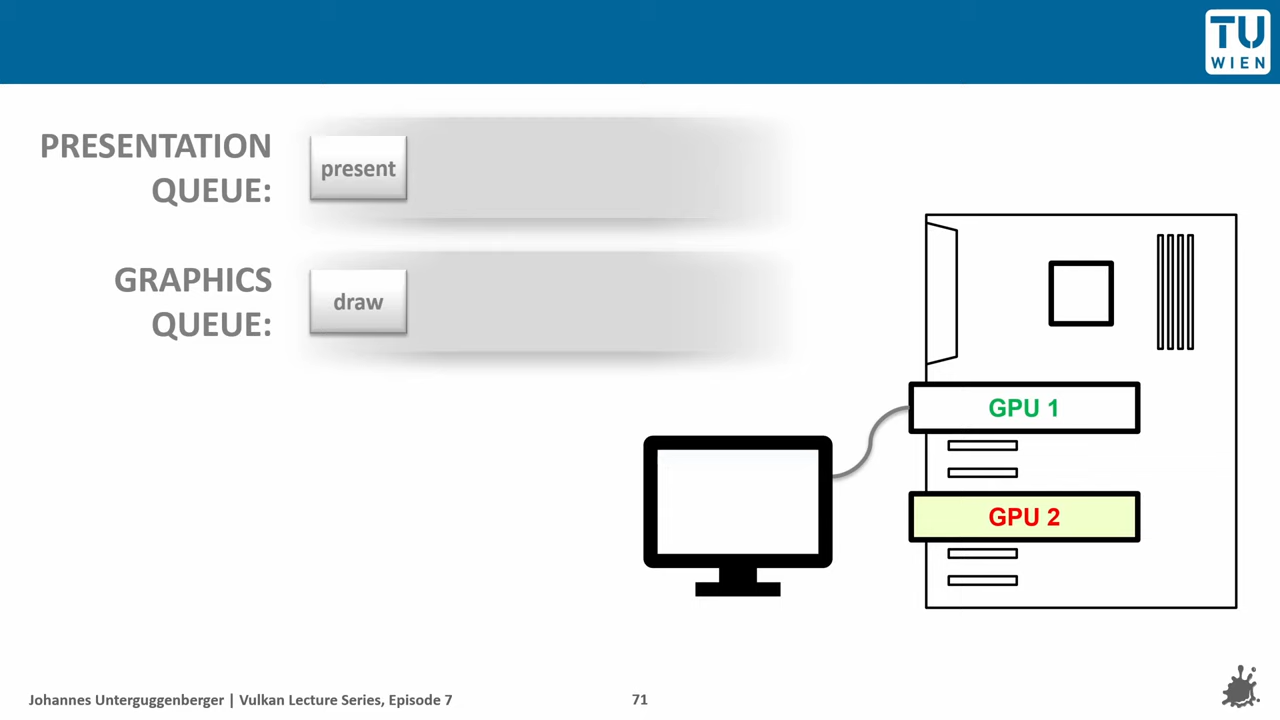 TU
WIEN
PRESENTATION
QUEUE:
present
GRAPHICS
QUEUE:
draw
GPU 1
GPU 2
Johannes Unterguggenberger | Vulkan Lecture Series, Episode 7
71